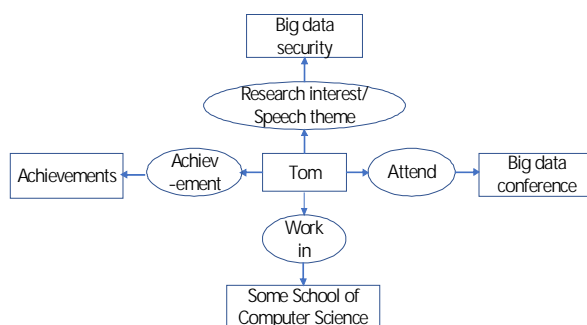 Big data
security
Research interest/
Speech theme
Achievements
Achiev
-ement
Tom
Attend
Big data
conference
Work
in
Some School of
Computer Science